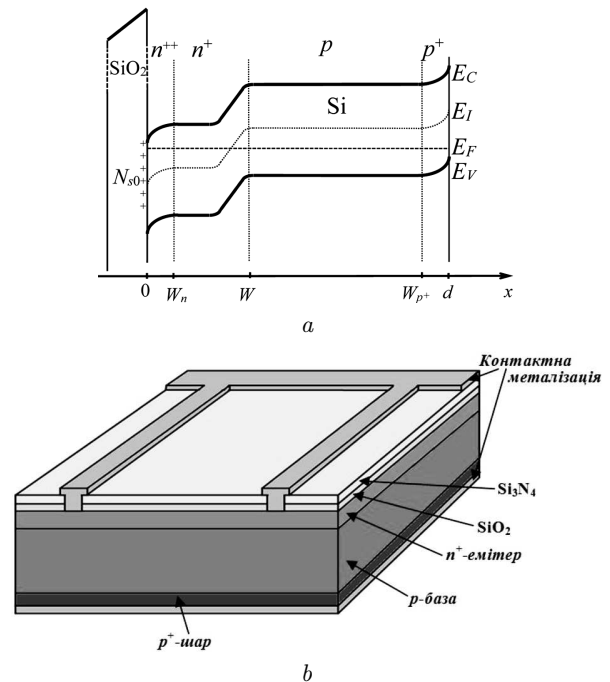 n++ n+ p p+
SiO2
EC
Si
EI
EF
Ns0
EV
0 Wn W Wp+ d x
a
Контактна
металізація
Si3N4
SiO2
n+-емітер
p-база
p+-шар
b